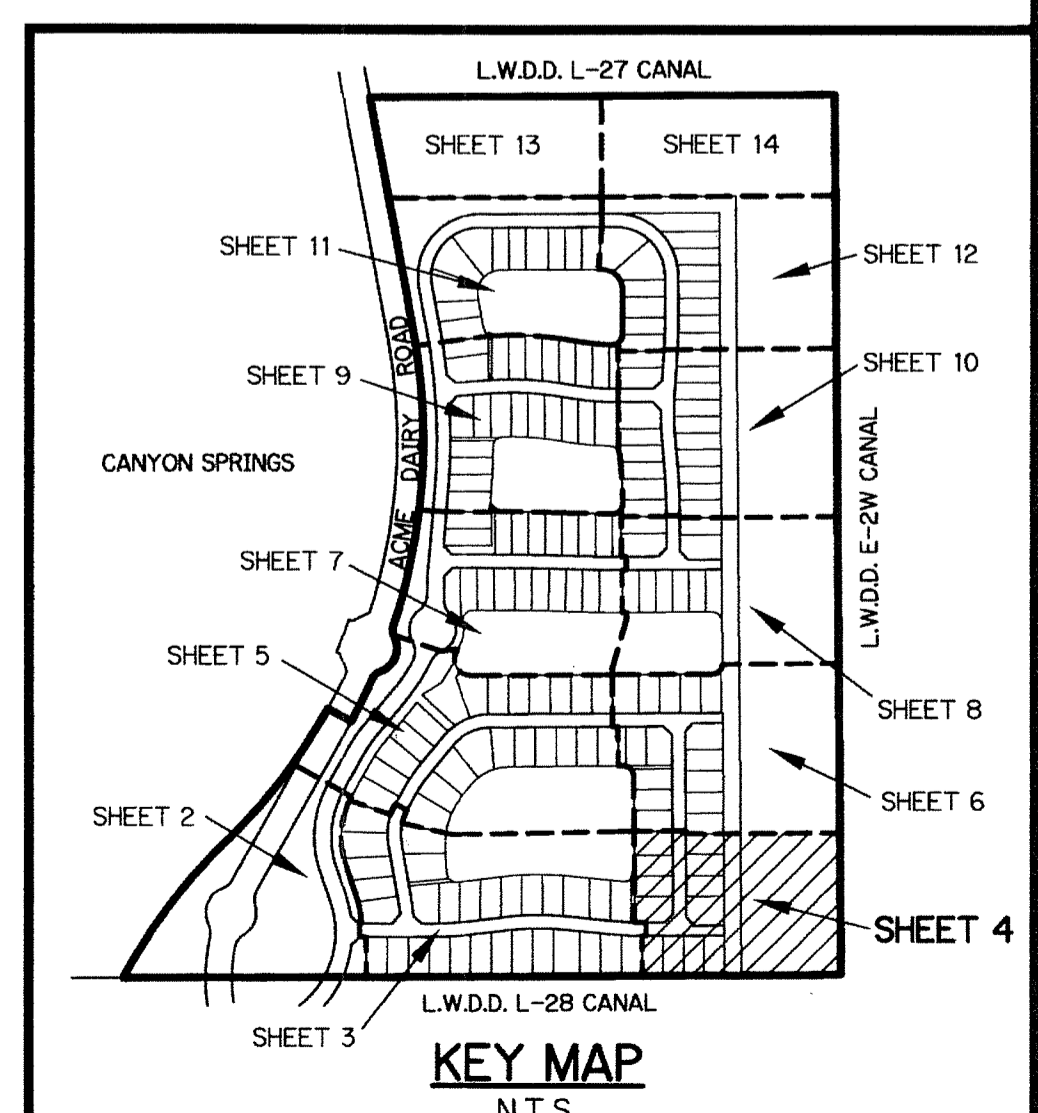 L.W.D.D. L-27 CANAL
SHEET 13
SHEET 14
SHEET 11
SHEET 12
SHEET 9
SHEET 10
ACME DAIRY ROAD
CANYON SPRINGS
L.W.D.D. E-2W CANAL
SHEET 7
SHEET 5
SHEET 8
SHEET 2
SHEET 6
SHEET 4
L.W.D.D. L-28 CANAL
SHEET 3
KEY MAP
N.T.S.